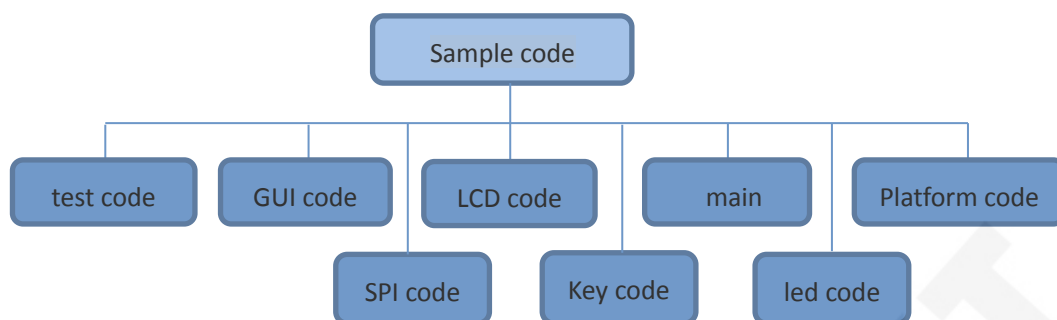 Sample code
test code
GUI code
LCD code
main
Platform code
SPI code
Key code
led code